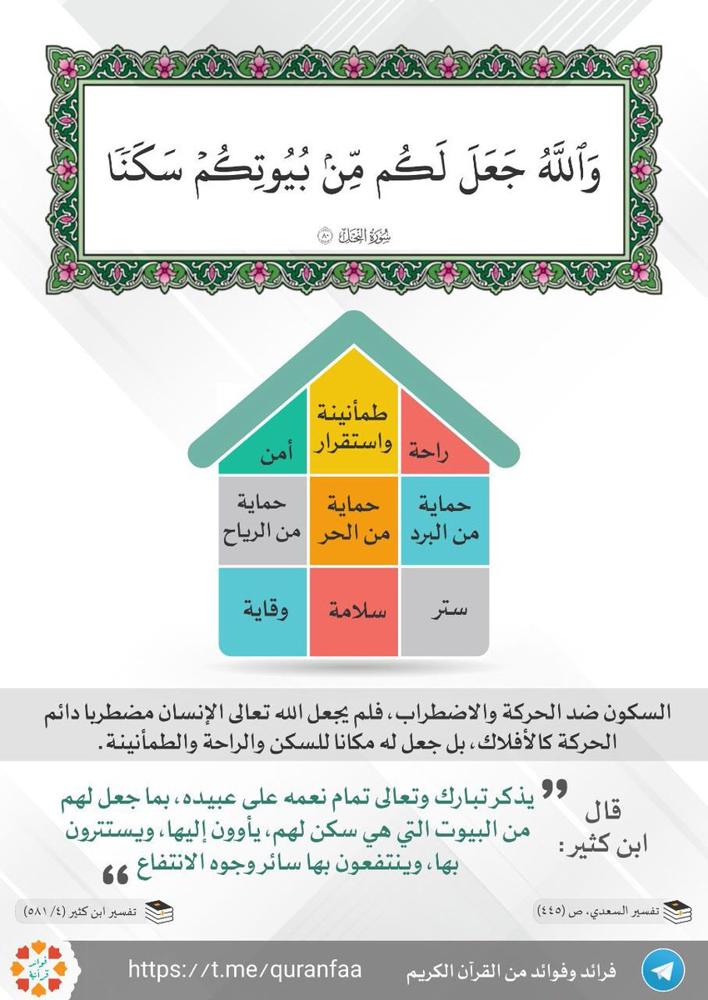 وَٱللَّهُ جَعَلَ لَكُم مِّنۢ بُيُوتِكُمۡ سَكَنٗا
سُورَةُ النَّحۡلِ ٨٠
طمأنينة
واستقرار
راحة
أمن
حماية
من البرد
حماية
من الحر
حماية
من الرياح
ستر
سلامة
وقاية
السكون ضد الحركة والاضطراب، فلم يجعل الله تعالى الإنسان مضطربا دائم
الحركة كالأفلاك، بل جعل له مكانا للسكن والراحة والطمأنينة.
قال
ابن كثير:
” يذكر تبارك وتعالى تمام نعمه على عبيده، بما جعل لهم
من البيوت التي هي سكن لهم، يأوون إليها، ويستترون
بها، وينتفعون بها سائر وجوه الانتفاع “
تفسير السعدي، ص (٤٤٥)
تفسير ابن كثير (٤/ ٥٨١)
فرائد وفوائد من القرآن الكريم
https://t.me/quranfaa
فوائد
قرآنية